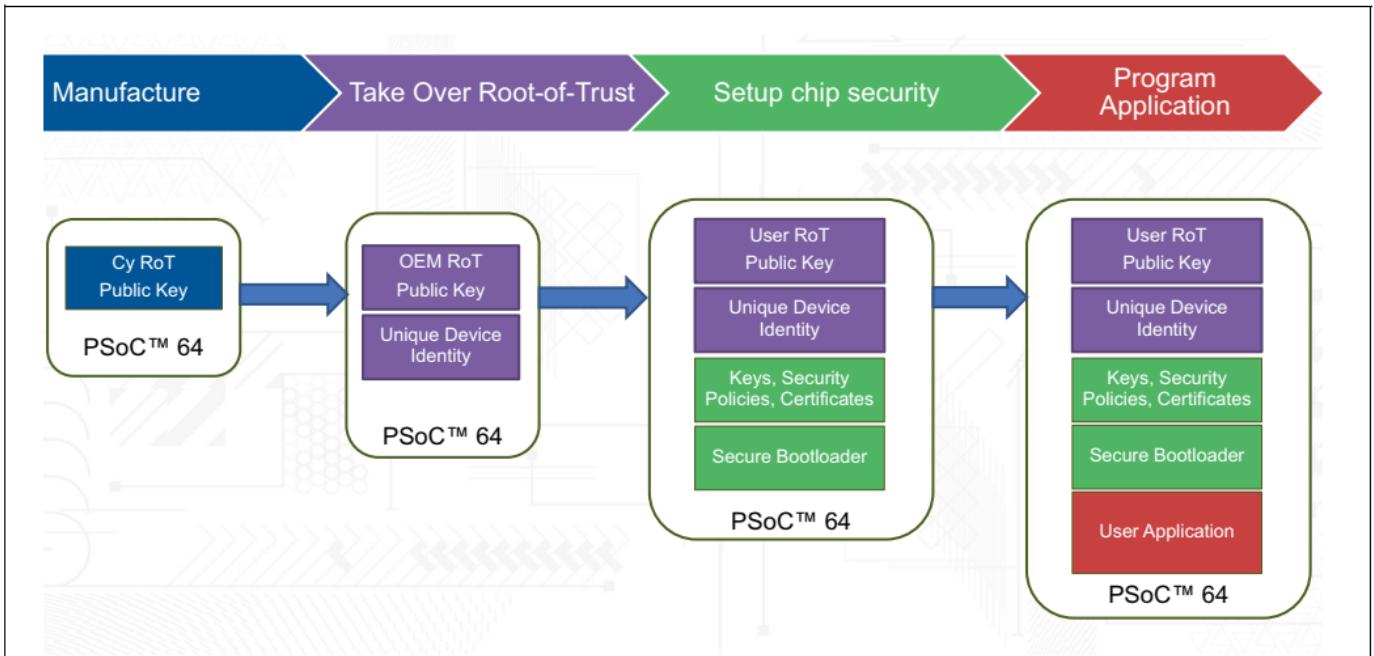 Manufacture
Take Over Root-of-Trust
Setup chip security
Program
Application
Cy RoT
Public Key
PSoC™ 64
OEM RoT
Public Key
Unique Device
Identity
PSoC™ 64
User RoT
Public Key
Unique Device
Identity
Keys, Security
Policies, Certificates
Secure Bootloader
PSoC™ 64
User RoT
Public Key
Unique Device
Identity
Keys, Security
Policies, Certificates
Secure Bootloader
User Application
PSoC™ 64